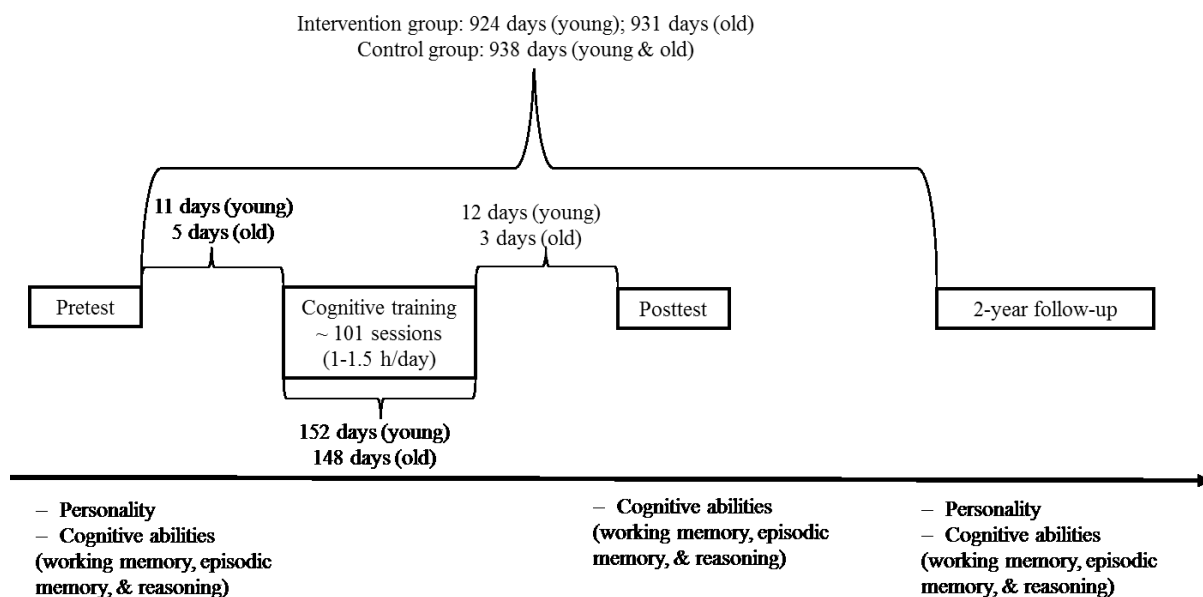 Intervention group: 924 days (young); 931 days (old)
Control group: 938 days (young & old)
11 days (young)
5 days (old)
12 days (young)
3 days (old)
Pretest
Cognitive training
~ 101 sessions
(1-1.5 h/day)
Posttest
2-year follow-up
152 days (young)
148 days (old)
– Personality
– Cognitive abilities
(working memory, episodic
memory, & reasoning)
– Cognitive abilities
(working memory, episodic
memory, & reasoning)
– Personality
– Cognitive abilities
(working memory, episodic
memory, & reasoning)